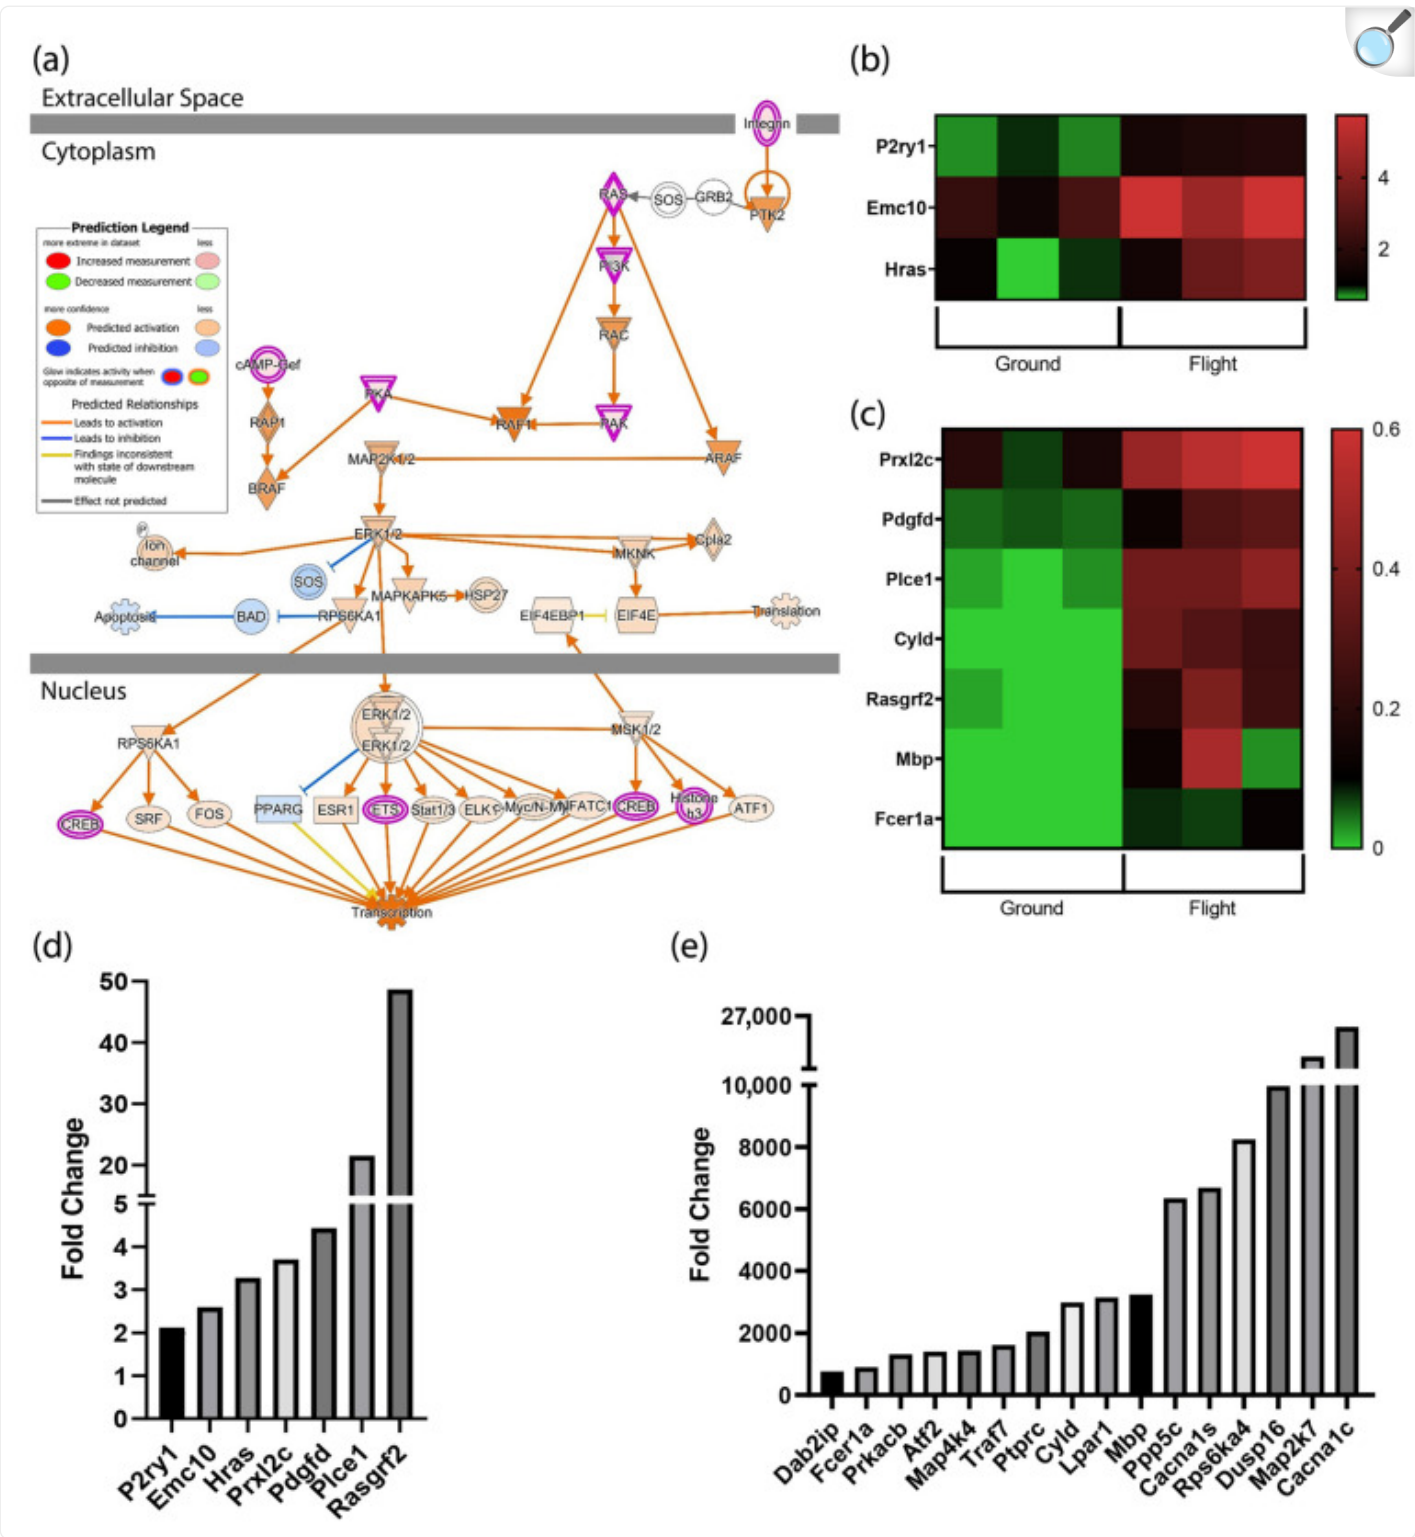 (a)
Extracellular Space
Integrin
Cytoplasm
RAS
SOS
GRB2
PTK2
Prediction Legend
more extreme in dataset
less
Increased measurement
Decreased measurement
more confidence
less
Predicted activation
Predicted inhibition
Glow indicates activity when
opposite of measurement
Predicted Relationships
Leads to activation
Leads to inhibition
Findings inconsistent
with state of downstream
molecule
Effect not predicted
PI3K
RAC
cAMP-Gef
PKA
RAP1
RAF1
PAK
MAP2K1/2
ARAF
BRAF
P
Ion
channel
ERK1/2
MKNK
Cpla2
SOS
MAPKAPK5
HSP27
Apoptosis
BAD
RPS6KA1
EIF4EBP1
EIF4E
Translation
Nucleus
ERK1/2
ERK1/2
RPS6KA1
MSK1/2
CREB
SRF
FOS
PPARG
ESR1
ETS
Stat1/3
ELK1
Myc/N-My
NFATC1
CREB
Histone
h3
ATF1
Transcription
(b)
P2ry1
Emc10
Hras
4
2
Ground
Flight
(c)
Prxl2c
Pdgfd
Plce1
Cyld
Rasgrf2
Mbp
Fcer1a
0.6
0.4
0.2
0
Ground
Flight
(d)
Fold Change
50
40
30
20
5
4
3
2
1
0
P2ry1
Emc10
Hras
Prxl2c
Pdgfd
Plce1
Rasgrf2
(e)
Fold Change
27,000
10,000
8000
6000
4000
2000
0
Dab2ip
Fcer1a
Prkacb
Atf2
Map4k4
Traf7
Ptprc
Cyld
Lpar1
Mbp
Ppp5c
Cacna1s
Rps6ka4
Dusp16
Map2k7
Cacna1c